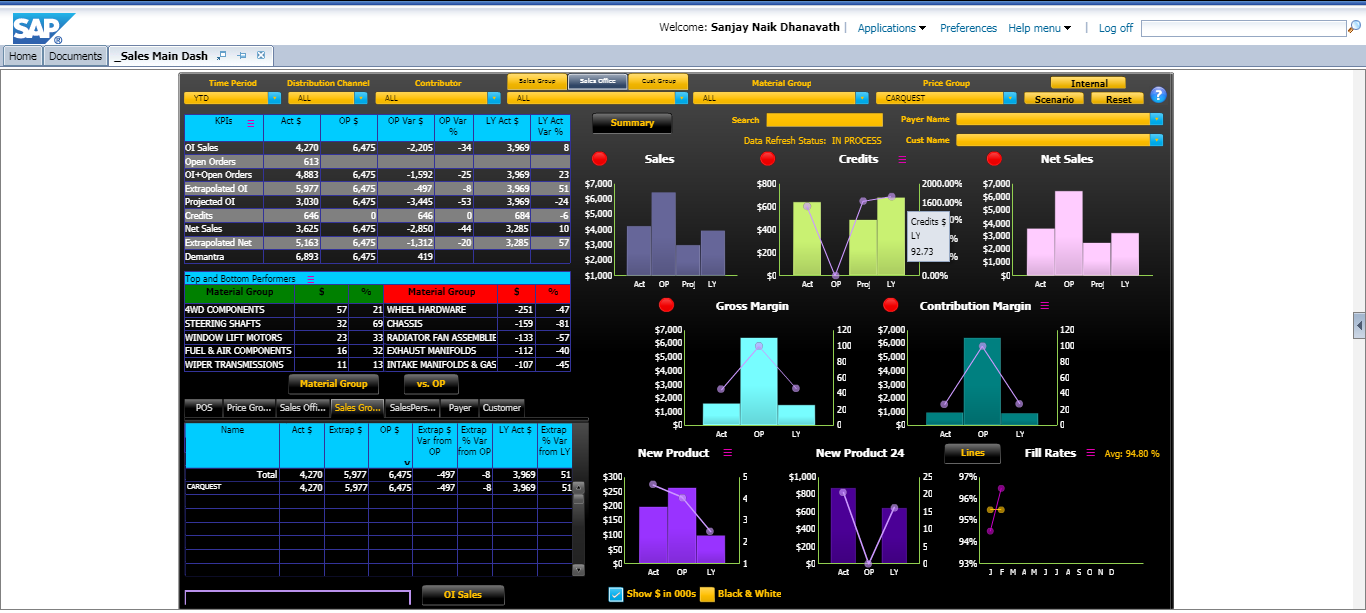 SAP ®
Welcome: Sanjay Naik Dhanavath | Applications Preferences Help menu | Log off
Home Documents _Sales Main Dash
Time Period Distribution Channel Contributor Sales Group Sales Office Cust Group Material Group Price Group Internal
YTD ALL ALL ALL ALL CARQUEST Scenario Reset ?
KPIs Act $ OP $ OP Var $ OP Var % LY Act $ LY Act Var %
OI Sales 4,270 6,475 -2,205 -34 3,969 8
Open Orders 613
OI+Open Orders 4,883 6,475 -1,592 -25 3,969 23
Extrapolated OI 5,977 6,475 -497 -8 3,969 51
Projected OI 3,030 6,475 -3,445 -53 3,969 -24
Credits 646 0 646 0 684 -6
Net Sales 3,625 6,475 -2,850 -44 3,285 10
Extrapolated Net 5,163 6,475 -1,312 -20 3,285 57
Demantra 6,893 6,475 419
Summary Search Payer Name
Data Refresh Status: IN PROCESS Cust Name
Sales
$7,000
$6,000
$5,000
$4,000
$3,000
$2,000
$1,000
Act OP Proj LY
Credits
$800
$600
$400
$200
$0
2000.00%
1600.00%
0.00%
Credits $
LY
92.73
Act OP Proj LY
Net Sales
$7,000
$6,000
$5,000
$4,000
$3,000
$2,000
$1,000
Act OP Proj LY
Top and Bottom Performers
Material Group $ % Material Group $ %
4WD COMPONENTS 57 21 WHEEL HARDWARE -251 -47
STEERING SHAFTS 32 69 CHASSIS -159 -81
WINDOW LIFT MOTORS 23 33 RADIATOR FAN ASSEMBLIE -133 -57
FUEL & AIR COMPONENTS 16 32 EXHAUST MANIFOLDS -112 -40
WIPER TRANSMISSIONS 11 13 INTAKE MANIFOLDS & GAS -107 -45
Material Group vs. OP
Gross Margin
$7,000
$6,000
$5,000
$4,000
$3,000
$2,000
$1,000
$0
120
100
80
60
40
20
0
Act OP LY
Contribution Margin
$7,000
$6,000
$5,000
$4,000
$3,000
$2,000
$1,000
$0
120
100
80
60
40
20
0
Act OP LY
POS Price Gro... Sales Offi... Sales Gro... SalesPers... Payer Customer
Name Act $ Extrap $ OP $ Extrap $ Var from OP Extrap % Var from OP LY Act $ Extrap % Var from LY
Total 4,270 5,977 6,475 -497 -8 3,969 51
CARQUEST 4,270 5,977 6,475 -497 -8 3,969 51
OI Sales
New Product
$300
$250
$200
$150
$100
$50
$0
5
4
3
2
1
Act OP LY
New Product 24
$1,000
$800
$600
$400
$200
$0
25
20
15
10
5
0
Act OP LY
Lines Fill Rates Avg: 94.80 %
97%
96%
95%
94%
93%
J F M A M J J A S O N D
Show $ in 000s Black & White